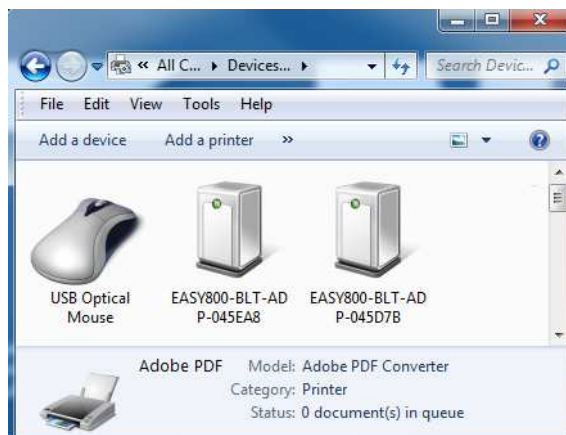 « All C... ▸ Devices... ▸ Search Devic...
File Edit View Tools Help
Add a device Add a printer »
USB Optical
Mouse
EASY800-BLT-AD
P-045EA8
EASY800-BLT-AD
P-045D7B
Adobe PDF Model: Adobe PDF Converter
Category: Printer
Status: 0 document(s) in queue